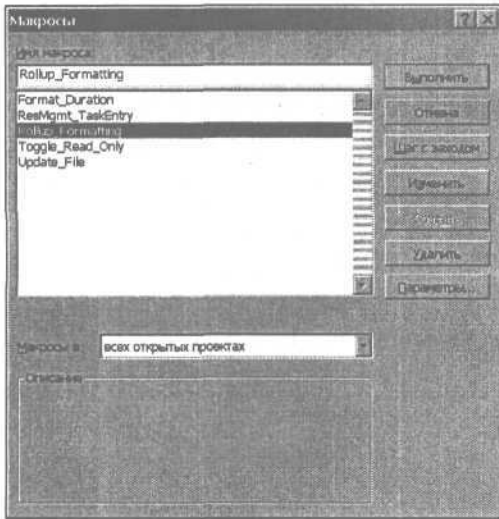 Макросы
Имя макроса:
Rollup_Formatting
Format_Duration
ResMgmt_TaskEntry
Rollup_Formatting
Toggle_Read_Only
Update_File
Выполнить
Отмена
Шаг с заходом
Изменить
Создать
Удалить
Параметры...
Макросы в:
всех открытых проектах
Описание